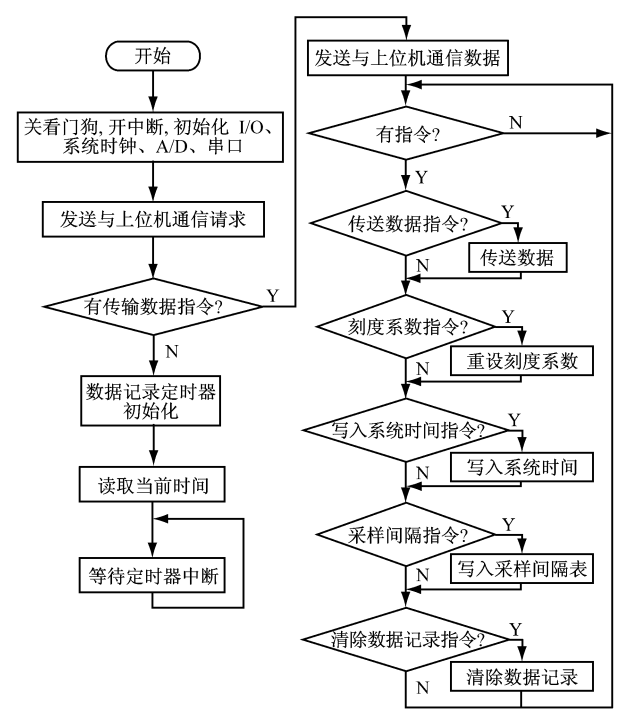 开始
关看门狗, 开中断, 初始化 I/O、
系统时钟、A/D、串口
发送与上位机通信请求
有传输数据指令?
Y
N
数据记录定时器
初始化
读取当前时间
等待定时器中断
发送与上位机通信数据
有指令?
N
Y
传送数据指令?
Y
传送数据
N
刻度系数指令?
Y
重设刻度系数
N
写入系统时间指令?
Y
写入系统时间
N
采样间隔指令?
Y
写入采样间隔表
N
清除数据记录指令?
Y
清除数据记录
N